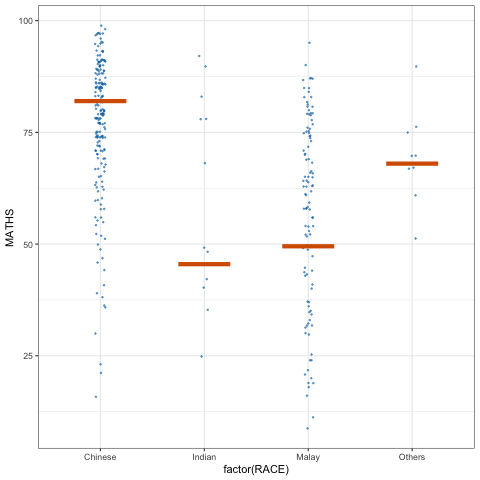 100
75
50
25
MATHS
Chinese
Indian
Malay
Others
factor(RACE)